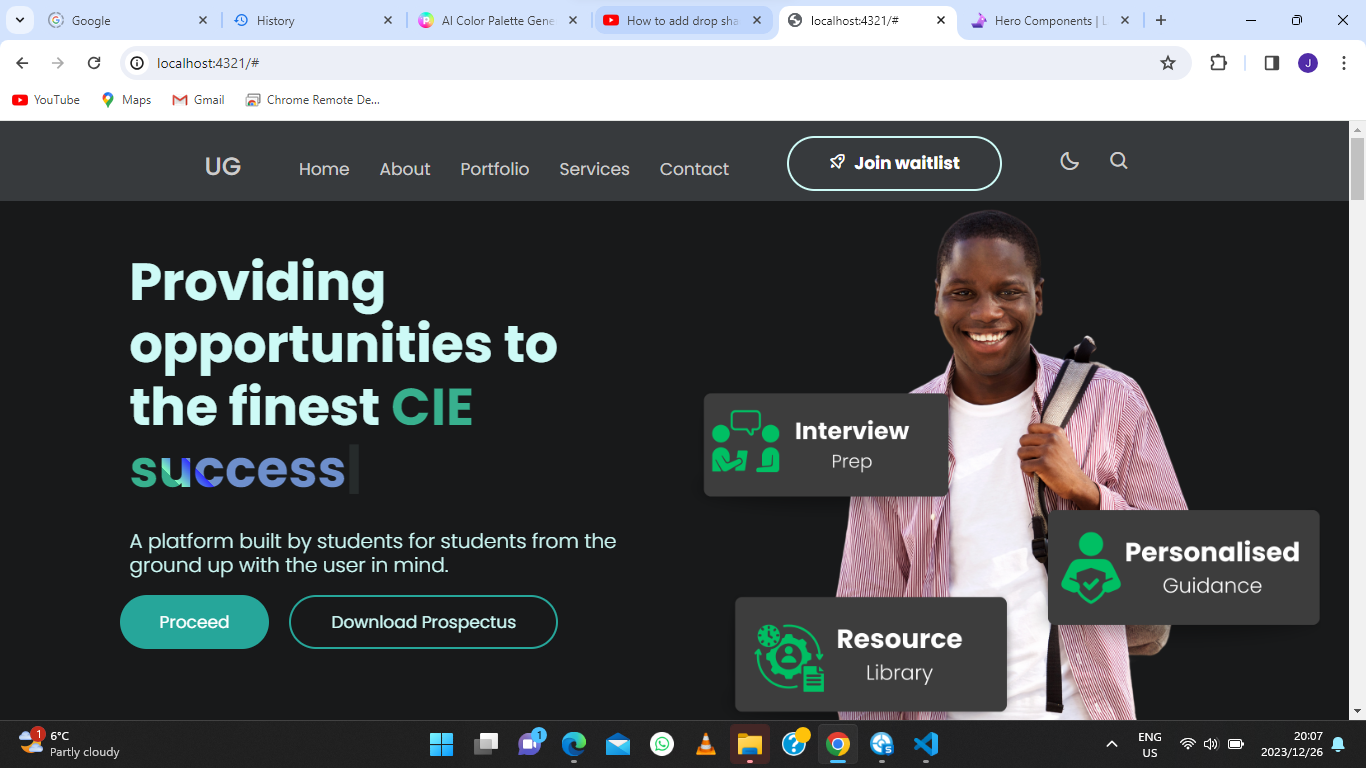 Google
History
AI Color Palette Gene
How to add drop sha
localhost:4321/#
Hero Components | L
localhost:4321/#
J
YouTube
Maps
Gmail
Chrome Remote De...
UG
Home
About
Portfolio
Services
Contact
Join waitlist
Providing
opportunities to
the finest CIE
success
A platform built by students for students from the
ground up with the user in mind.
Proceed
Download Prospectus
Interview
Prep
Personalised
Guidance
Resource
Library
1
6°C
Partly cloudy
1
ENG
US
20:07
2023/12/26